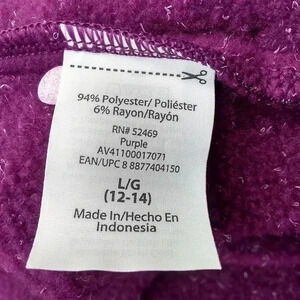 94% Polyester/ Poliéster
6% Rayon/Rayón
RN# 52469
Purple
AV41100017071
EAN/UPC 8 8877404150
L/G
(12-14)
Made In/Hecho En
Indonesia